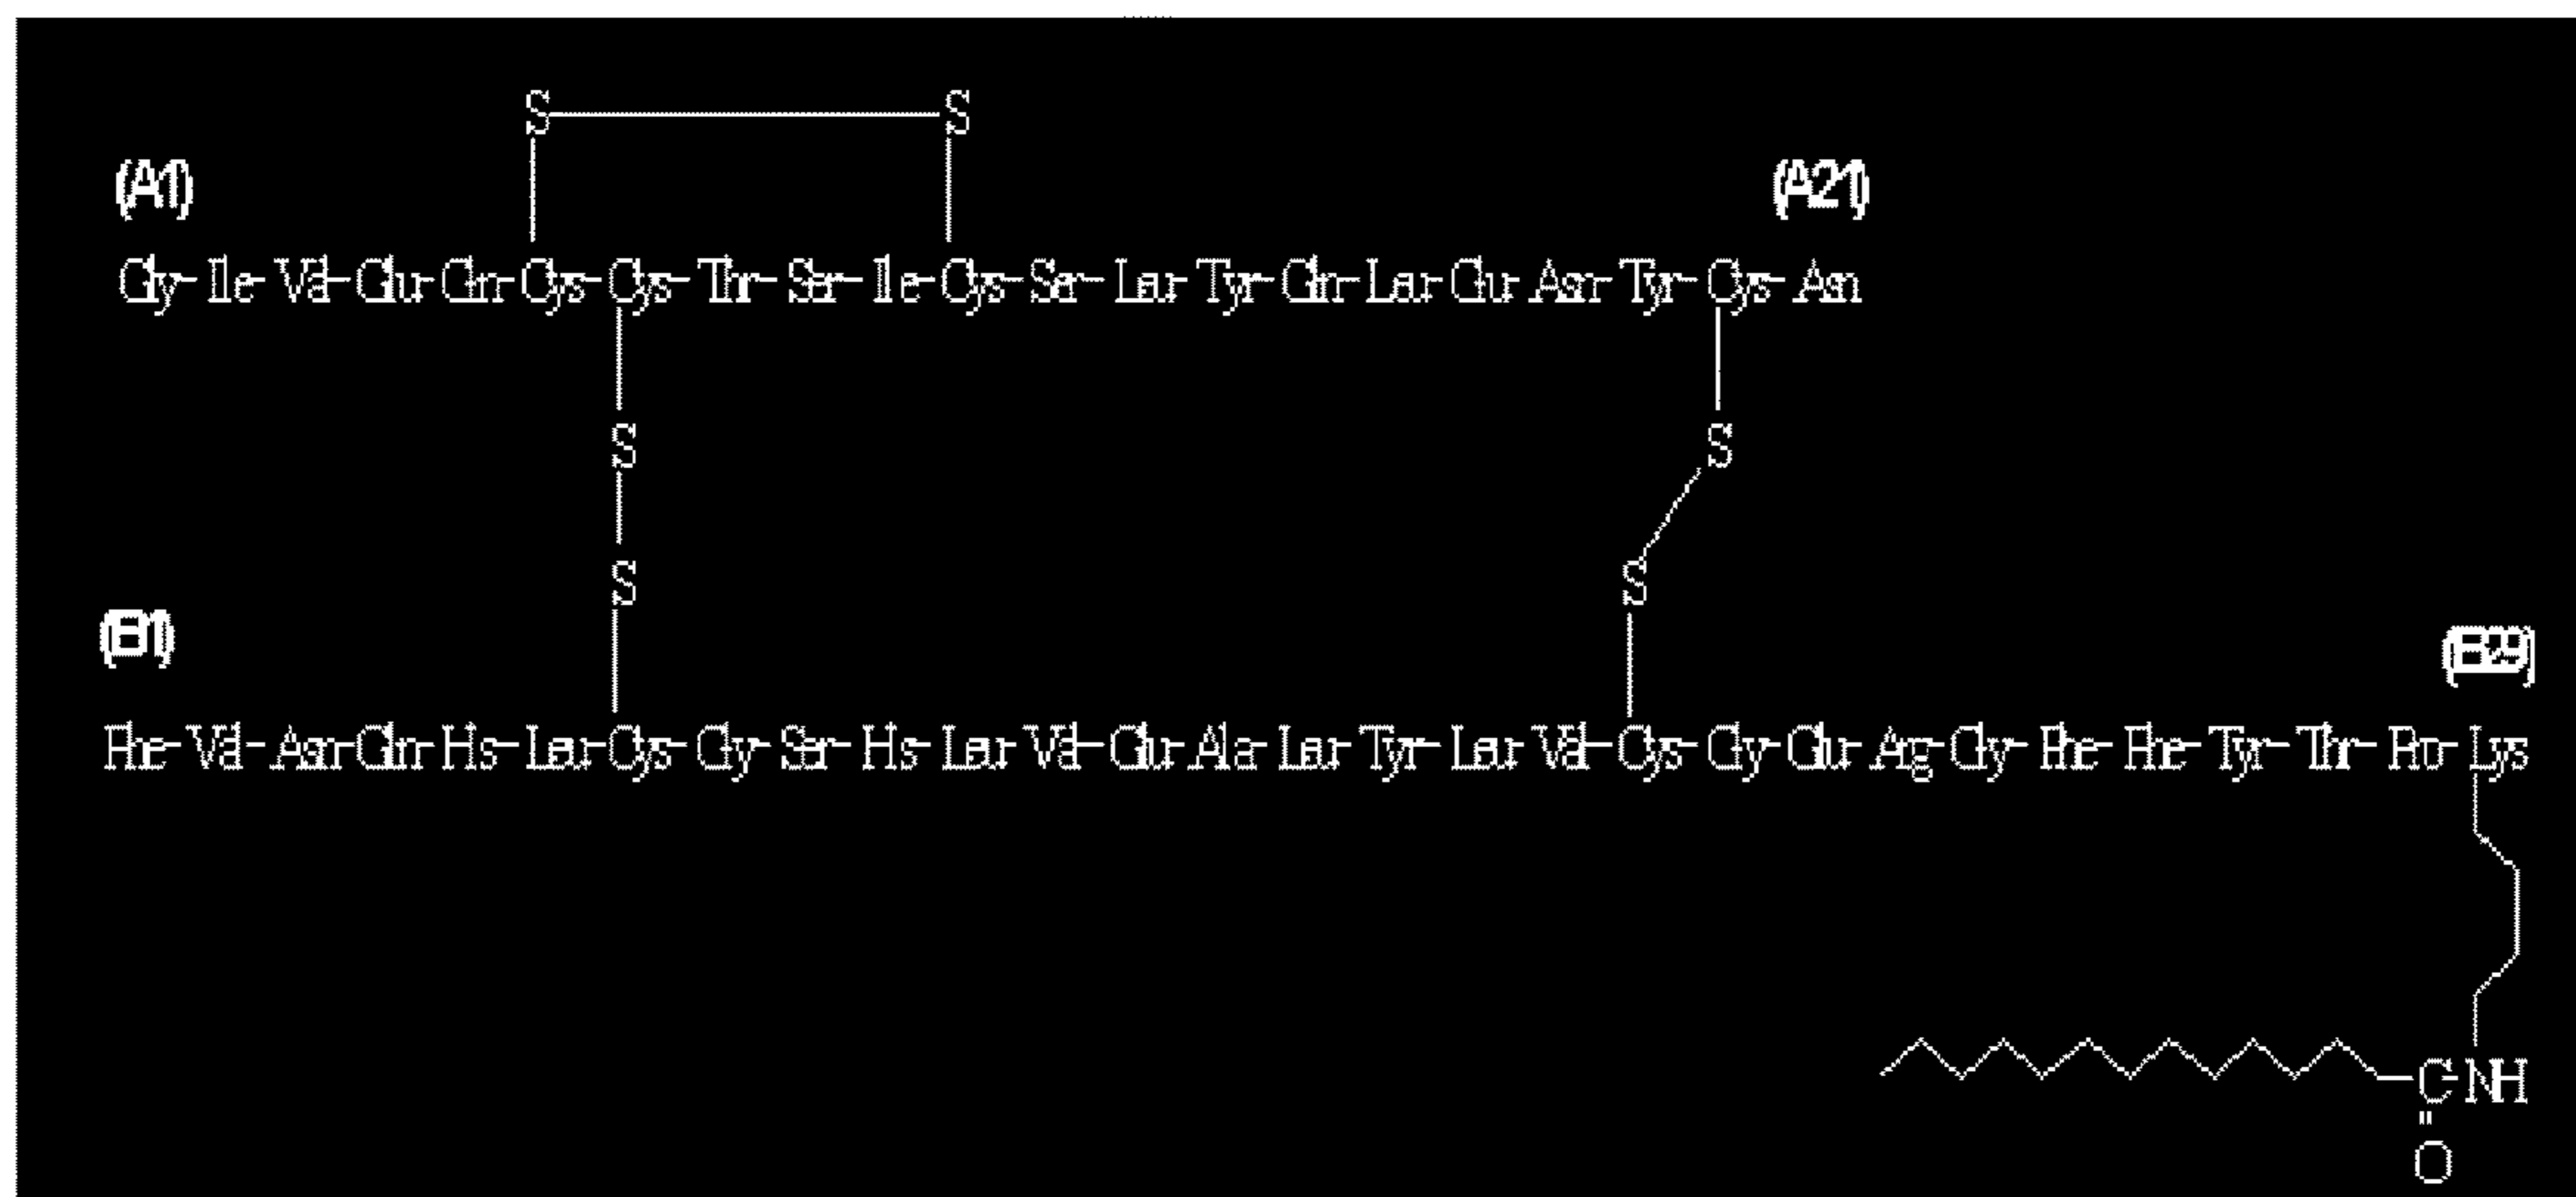 S S
(A1) (A21)
Gly-Ile-Val-Glu-Gln-Cys-Cys-Thr-Ser-Ile-Cys-Ser-Leu-Tyr-Gln-Leu-Glu-Asn-Tyr-Cys-Asn
S S
S S
(B1) (B29)
Phe-Val-Asn-Gln-His-Leu-Cys-Gly-Ser-His-Leu-Val-Glu-Ala-Leu-Tyr-Leu-Val-Cys-Gly-Glu-Arg-Gly-Phe-Phe-Tyr-Thr-Pro-Lys
C-NH
O